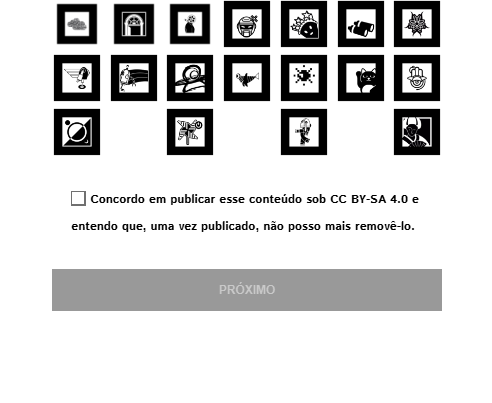 Concordo em publicar esse conteúdo sob CC BY-SA 4.0 e
entendo que, uma vez publicado, não posso mais removê-lo.
PRÓXIMO